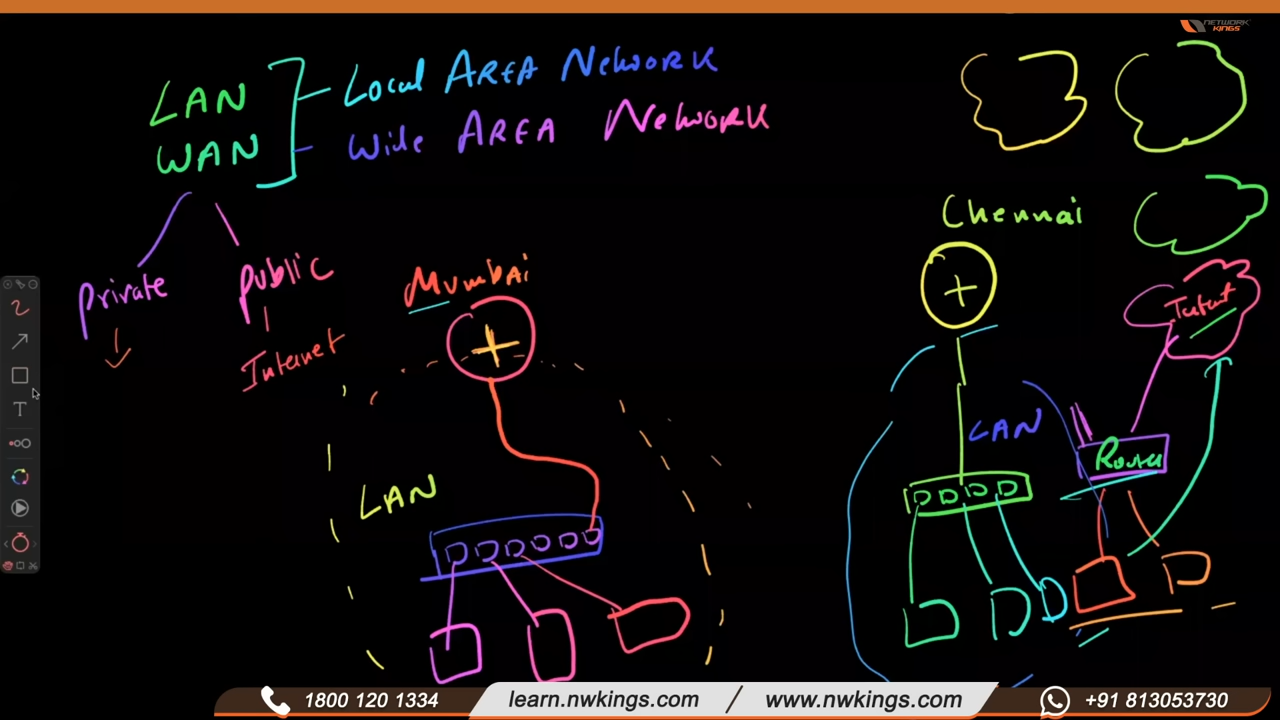 NETWORK
KINGS
LAN
WAN
Local AREA Network
Wide AREA Network
Chennai
private
public
Internet
Mumbai
LAN
LAN
Router
T
1800 120 1334
learn.nwkings.com / www.nwkings.com
+91 813053730